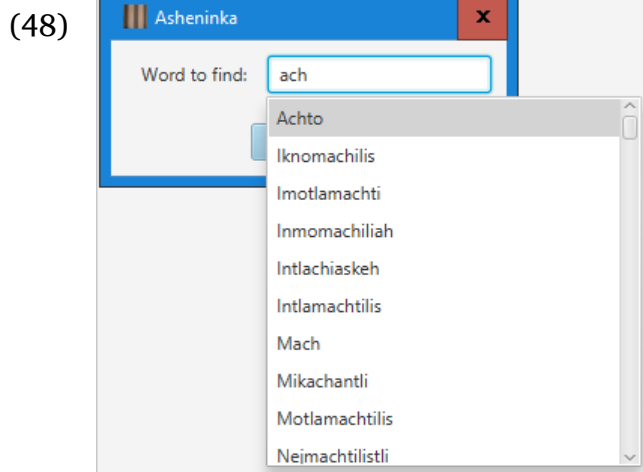 (48)
Asheninka
x
Word to find: ach
Achto
Iknomachilis
Imotlamachti
Inmomachiliah
Intlachiaskeh
Intlamachtilis
Mach
Mikachantli
Motlamachtilis
Nejmachtilistli